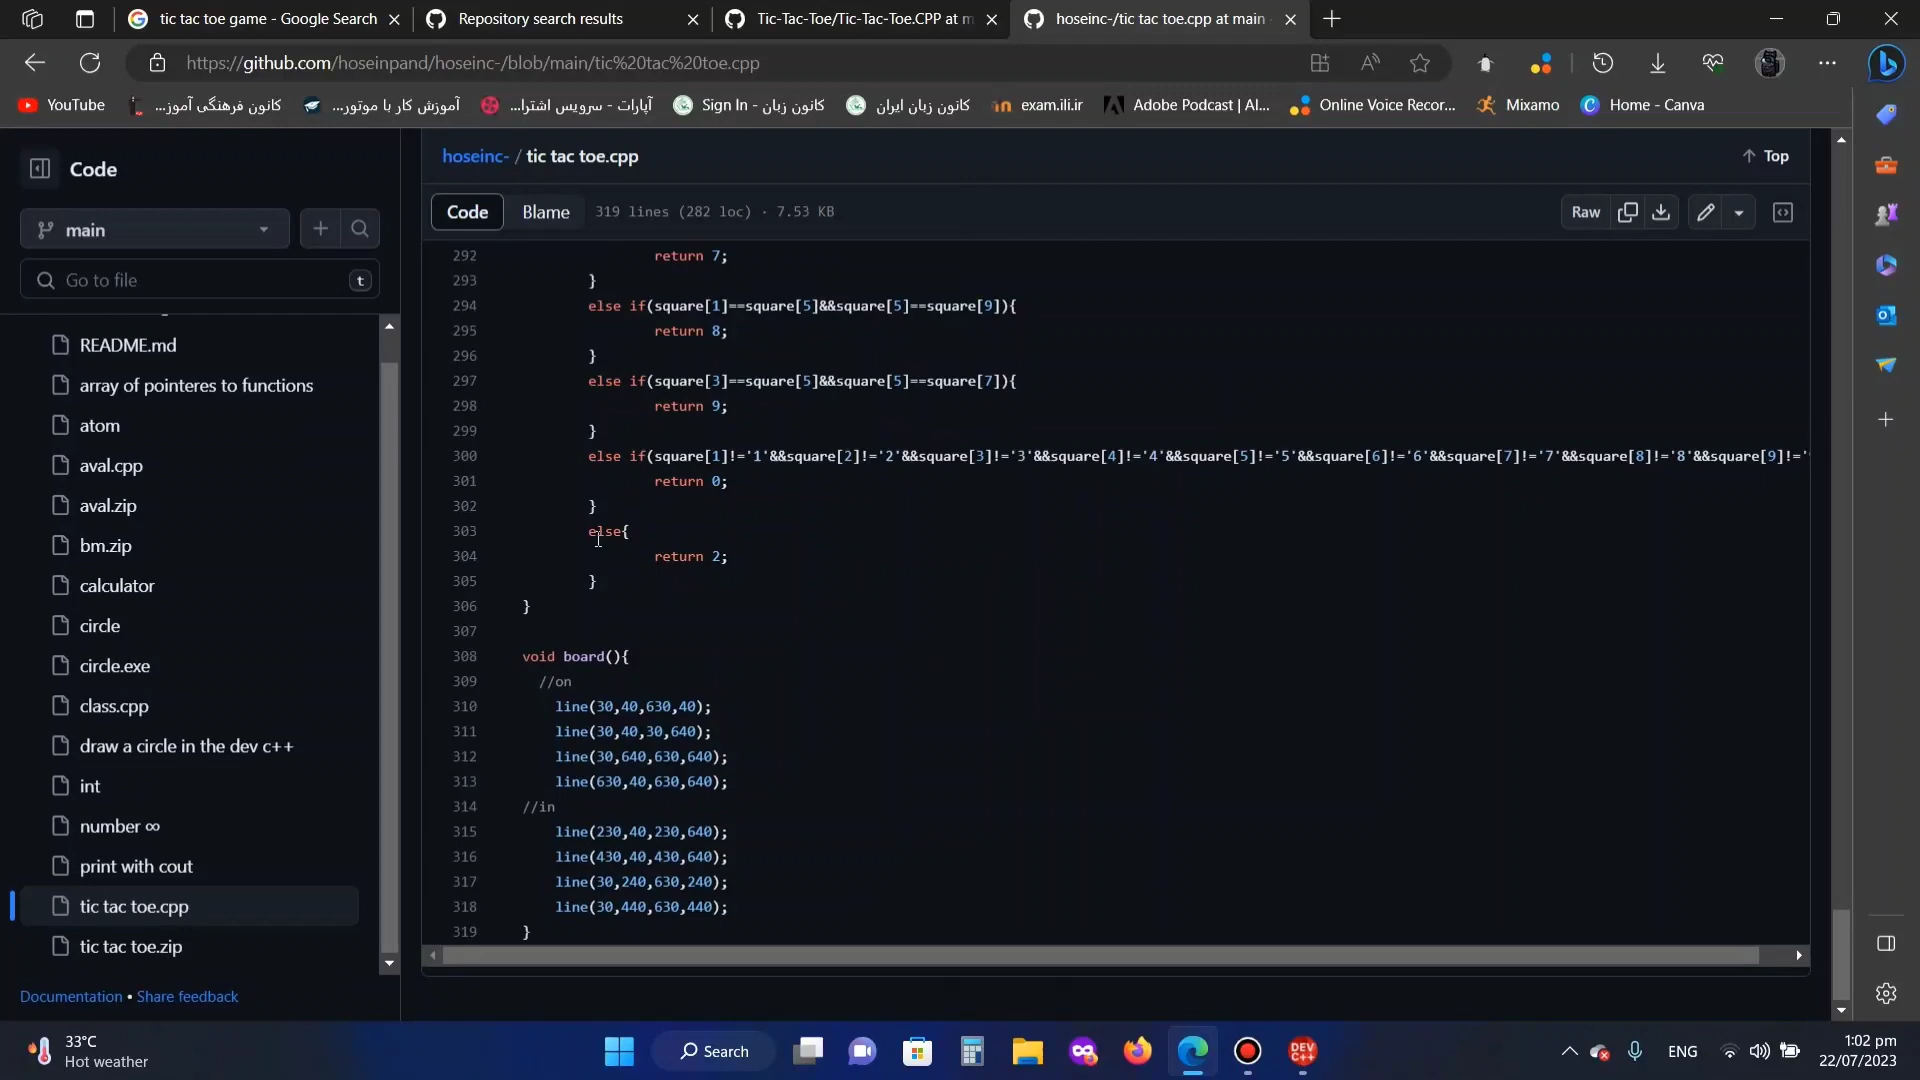 tic tac toe game - Google Search
Repository search results
Tic-Tac-Toe/Tic-Tac-Toe.CPP at m
hoseinc-/tic tac toe.cpp at main
https://github.com/hoseinpand/hoseinc-/blob/main/tic%20tac%20toe.cpp
YouTube
کانون فرهنگی آموز...
آموزش کار با موتور...
آپارات - سرویس اشترا...
Sign In - کانون زبان
کانون زبان ایران
exam.ili.ir
Adobe Podcast | AI...
Online Voice Recor...
Mixamo
Home - Canva
Code
main
Go to file
t
README.md
array of pointeres to functions
atom
aval.cpp
aval.zip
bm.zip
calculator
circle
circle.exe
class.cpp
draw a circle in the dev c++
int
number ∞
print with cout
tic tac toe.cpp
tic tac toe.zip
Documentation • Share feedback
hoseinc- / tic tac toe.cpp
Top
Code
Blame
319 lines (282 loc) · 7.53 KB
Raw
292 return 7;
293 }
294 else if(square[1]==square[5]&&square[5]==square[9]){
295 return 8;
296 }
297 else if(square[3]==square[5]&&square[5]==square[7]){
298 return 9;
299 }
300 else if(square[1]!='1'&&square[2]!='2'&&square[3]!='3'&&square[4]!='4'&&square[5]!='5'&&square[6]!='6'&&square[7]!='7'&&square[8]!='8'&&square[9]!='
301 return 0;
302 }
303 else{
304 return 2;
305 }
306 }
307
308 void board(){
309 //on
310 line(30,40,630,40);
311 line(30,40,30,640);
312 line(30,640,630,640);
313 line(630,40,630,640);
314 //in
315 line(230,40,230,640);
316 line(430,40,430,640);
317 line(30,240,630,240);
318 line(30,440,630,440);
319 }
33°C
Hot weather
Search
DEV
C++
ENG
1:02 pm
22/07/2023